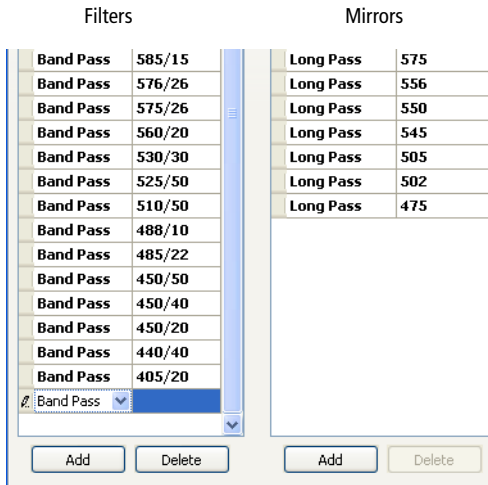 Filters Mirrors
Band Pass 585/15 Long Pass 575
Band Pass 576/26 Long Pass 556
Band Pass 575/26 Long Pass 550
Band Pass 560/20 Long Pass 545
Band Pass 530/30 Long Pass 505
Band Pass 525/50 Long Pass 502
Band Pass 510/50 Long Pass 475
Band Pass 488/10
Band Pass 485/22
Band Pass 450/50
Band Pass 450/40
Band Pass 450/20
Band Pass 440/40
Band Pass 405/20
Band Pass
Add Delete Add Delete